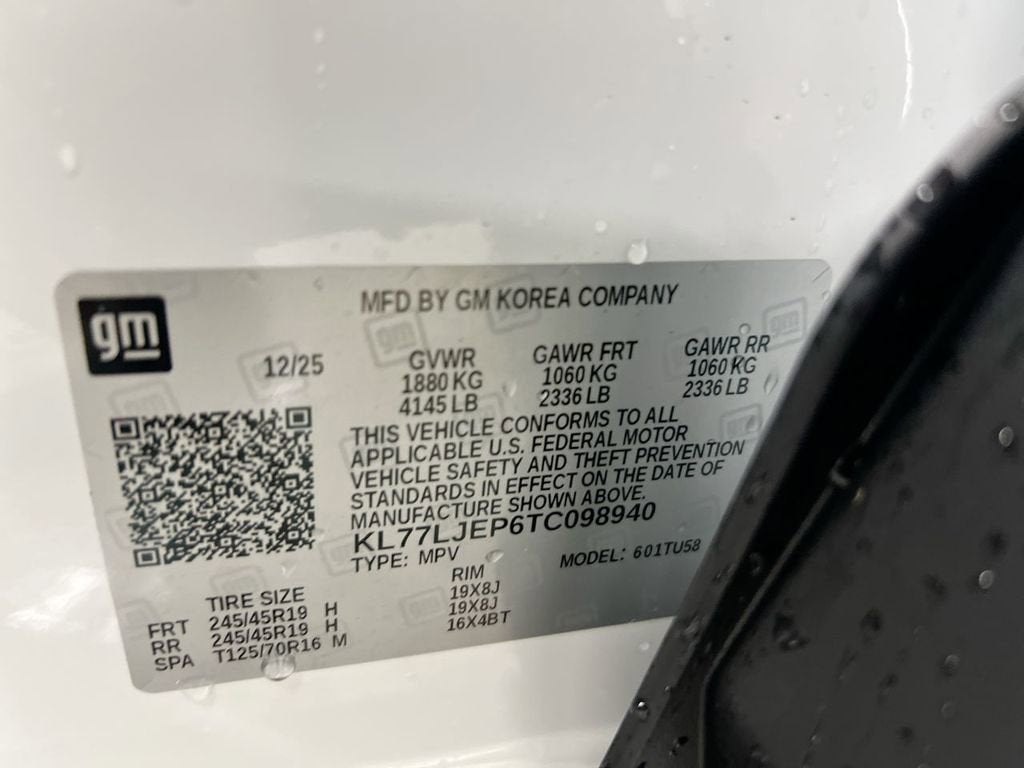 gm
MFD BY GM KOREA COMPANY
12/25
GVWR GAWR FRT GAWR RR
1880 KG 1060 KG 1060 KG
4145 LB 2336 LB 2336 LB
THIS VEHICLE CONFORMS TO ALL
APPLICABLE U.S. FEDERAL MOTOR
VEHICLE SAFETY AND THEFT PREVENTION
STANDARDS IN EFFECT ON THE DATE OF
MANUFACTURE SHOWN ABOVE.
KL77LJEP6TC098940
TYPE: MPV MODEL: 601TU58
TIRE SIZE RIM
FRT 245/45R19 H 19X8J
RR 245/45R19 H 19X8J
SPA T125/70R16 M 16X4BT